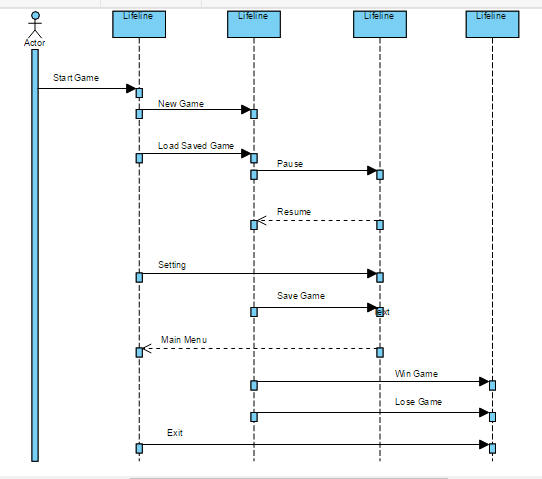 Lifeline Lifeline Lifeline Lifeline
Actor
Start Game
New Game
Load Saved Game
Pause
Resume
Setting
Save Game
Main Menu
Win Game
Lose Game
Exit